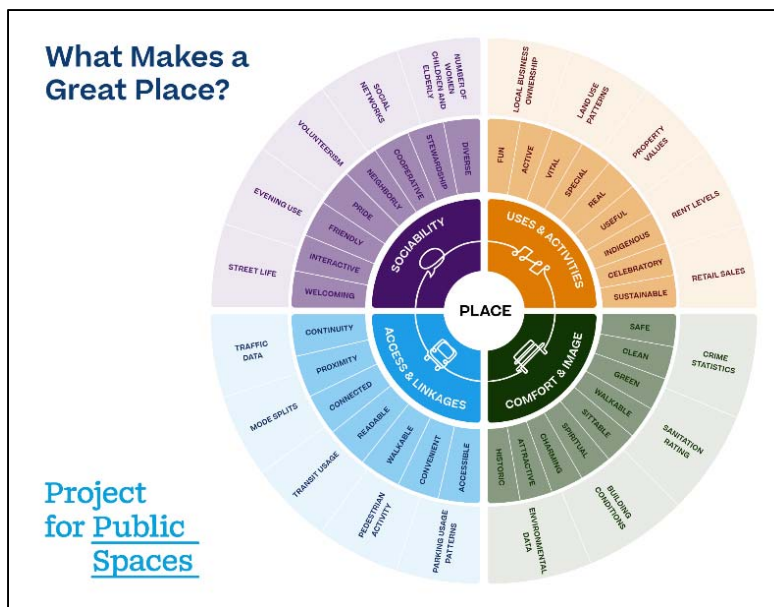 What Makes a
Great Place?
NUMBER OF
WOMEN
CHILDREN AND
ELDERLY
SOCIAL
NETWORKS
VOLUNTEERISM
EVENING USE
STREET LIFE
LOCAL BUSINESS
OWNERSHIP
LAND USE
PATTERNS
PROPERTY
VALUES
RENT LEVELS
RETAIL SALES
DIVERSE
STEWARDSHIP
COOPERATIVE
NEIGHBORLY
PRIDE
FRIENDLY
INTERACTIVE
WELCOMING
FUN
ACTIVE
VITAL
SPECIAL
REAL
USEFUL
INDIGENOUS
CELEBRATORY
SUSTAINABLE
SOCIABILITY
USES & ACTIVITIES
PLACE
ACCESS & LINKAGES
COMFORT & IMAGE
CONTINUITY
PROXIMITY
CONNECTED
READABLE
WALKABLE
CONVENIENT
ACCESSIBLE
SAFE
CLEAN
GREEN
WALKABLE
SITTABLE
SPIRITUAL
CHARMING
ATTRACTIVE
HISTORIC
TRAFFIC
DATA
MODE SPLITS
TRANSIT USAGE
PEDESTRIAN
ACTIVITY
PARKING USAGE
PATTERNS
CRIME
STATISTICS
SANITATION
RATING
BUILDING
CONDITIONS
ENVIRONMENTAL
DATA
Project
for Public
Spaces